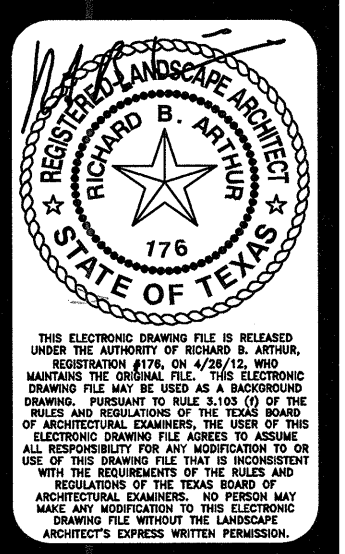 REGISTERED LANDSCAPE ARCHITECT
RICHARD B. ARTHUR
176
STATE OF TEXAS
THIS ELECTRONIC DRAWING FILE IS RELEASED
UNDER THE AUTHORITY OF RICHARD B. ARTHUR,
REGISTRATION #176, ON 4/26/12, WHO
MAINTAINS THE ORIGINAL FILE. THIS ELECTRONIC
DRAWING FILE MAY BE USED AS A BACKGROUND
DRAWING. PURSUANT TO RULE 3.103 (f) OF THE
RULES AND REGULATIONS OF THE TEXAS BOARD
OF ARCHITECTURAL EXAMINERS, THE USER OF THIS
ELECTRONIC DRAWING FILE AGREES TO ASSUME
ALL RESPONSIBILITY FOR ANY MODIFICATION TO OR
USE OF THIS DRAWING FILE THAT IS INCONSISTENT
WITH THE REQUIREMENTS OF THE RULES AND
REGULATIONS OF THE TEXAS BOARD OF
ARCHITECTURAL EXAMINERS. NO PERSON MAY
MAKE ANY MODIFICATION TO THIS ELECTRONIC
DRAWING FILE WITHOUT THE LANDSCAPE
ARCHITECT'S EXPRESS WRITTEN PERMISSION.